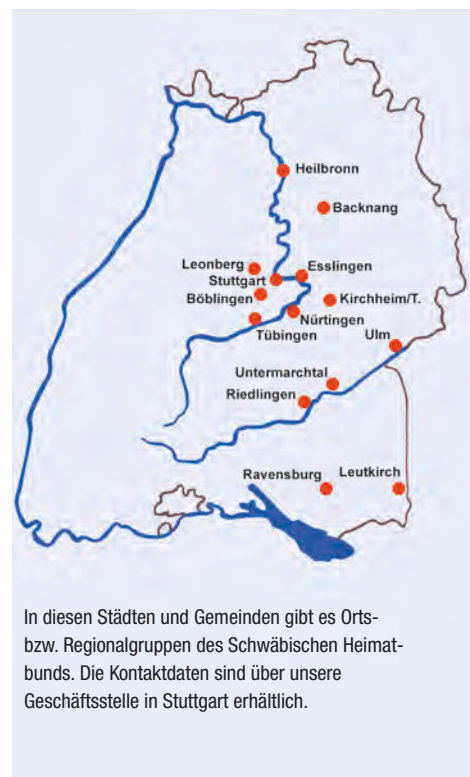 Heilbronn
Backnang
Leonberg
Esslingen
Stuttgart
Böblingen
Kirchheim/T.
Nürtingen
Tübingen
Ulm
Untermarchtal
Riedlingen
Ravensburg
Leutkirch
In diesen Städten und Gemeinden gibt es Orts-
bzw. Regionalgruppen des Schwäbischen Heimat-
bunds. Die Kontaktdaten sind über unsere
Geschäftsstelle in Stuttgart erhältlich.